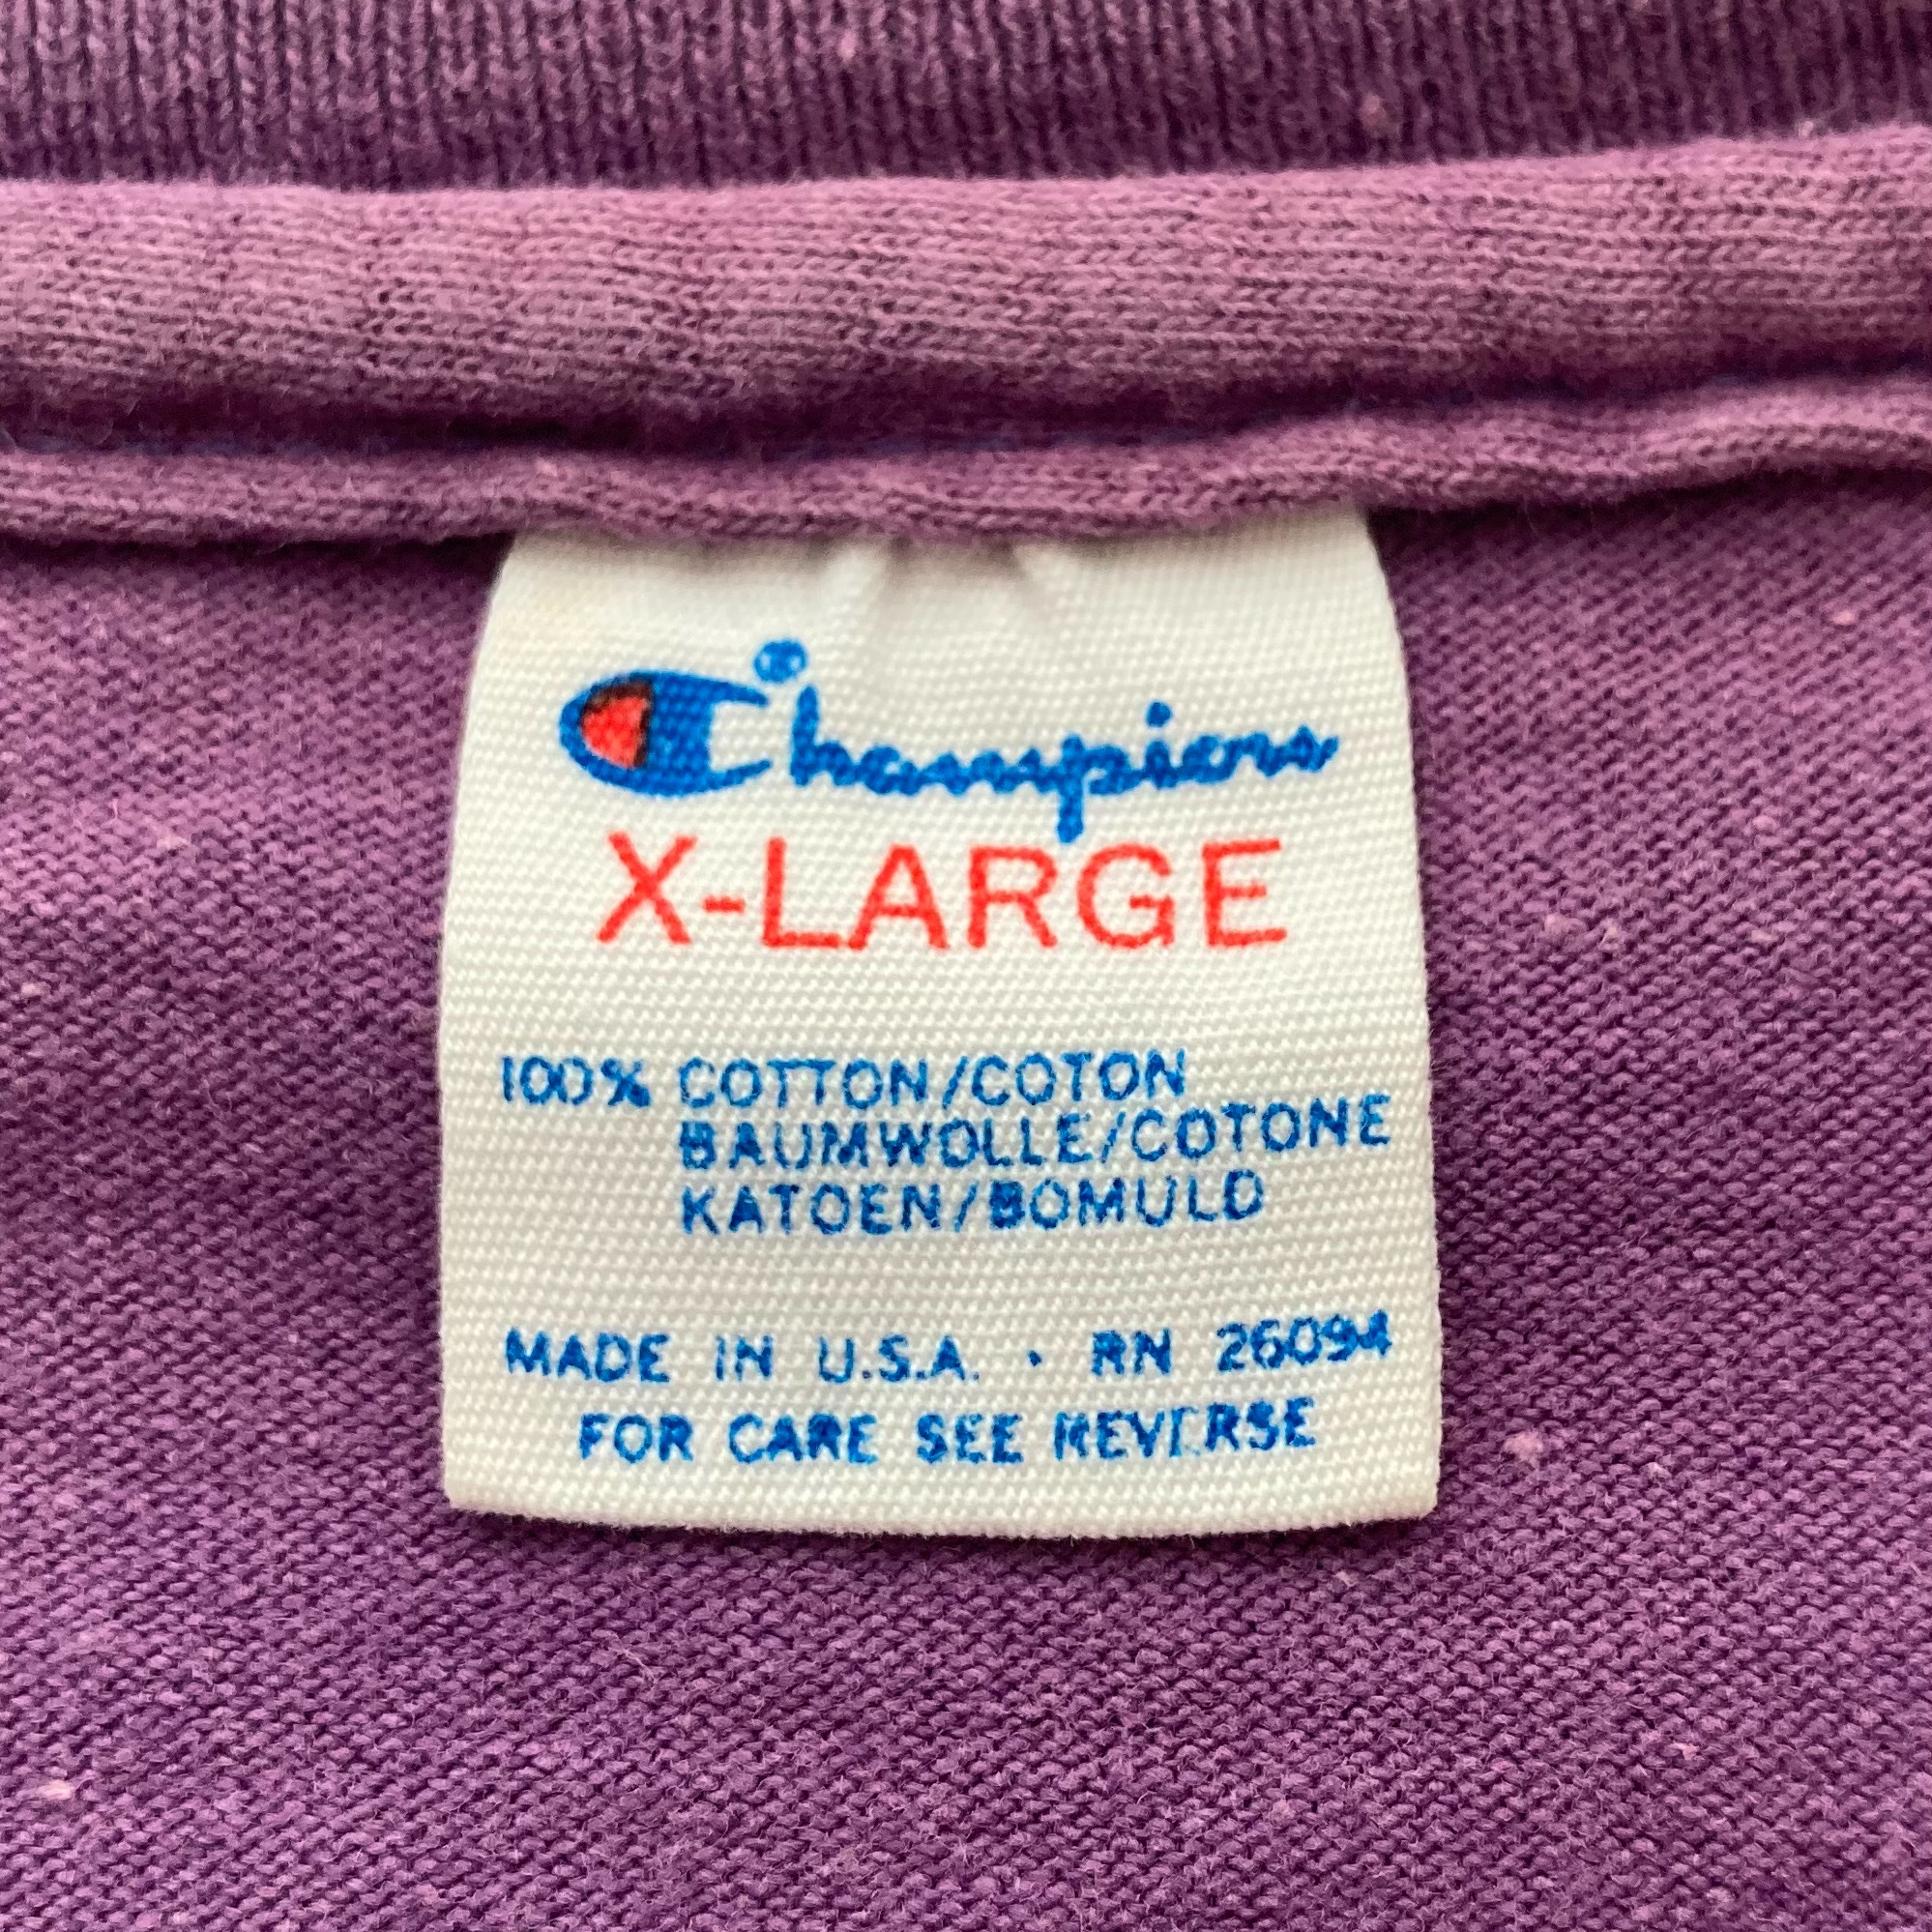 Champion®
X-LARGE
100% COTTON/COTON
BAUMWOLLE/COTONE
KATOEN/BOMULD
MADE IN U.S.A. · RN 26094
FOR CARE SEE REVERSE